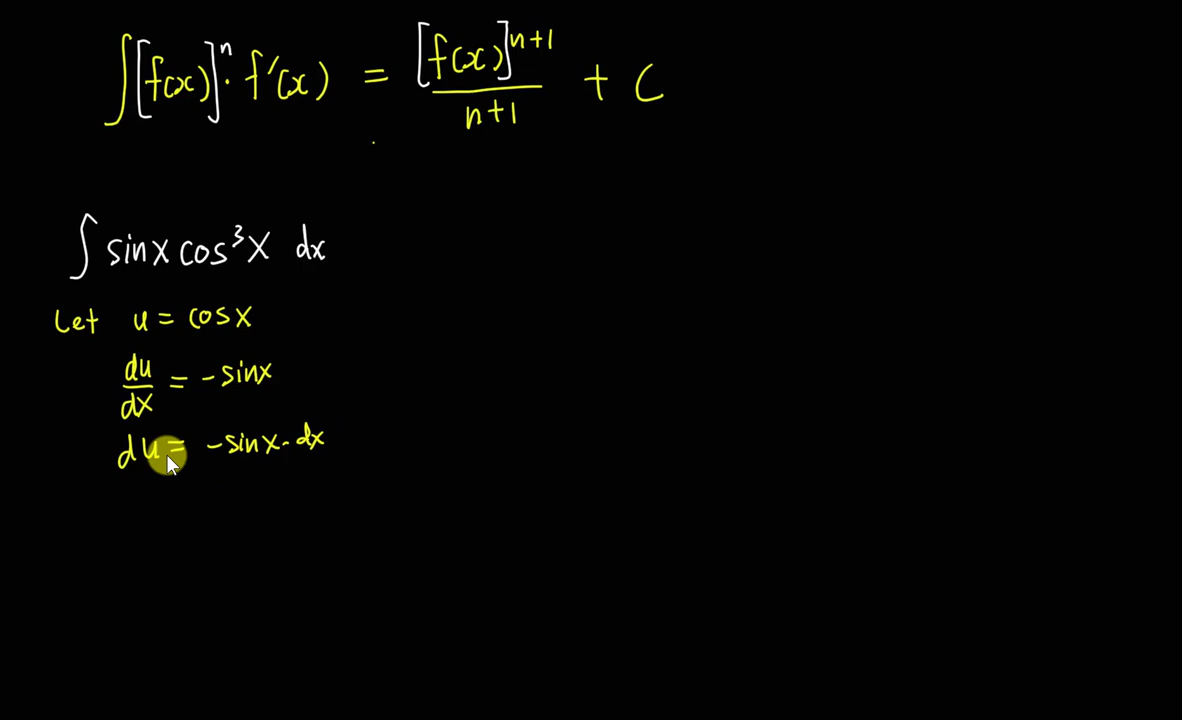 ∫[f(x)]ⁿ · f'(x) = [f(x)]ⁿ⁺¹ / n+1 + C
∫ sinx cos³x dx
Let u = cosx
du/dx = -sinx
du = -sinx · dx